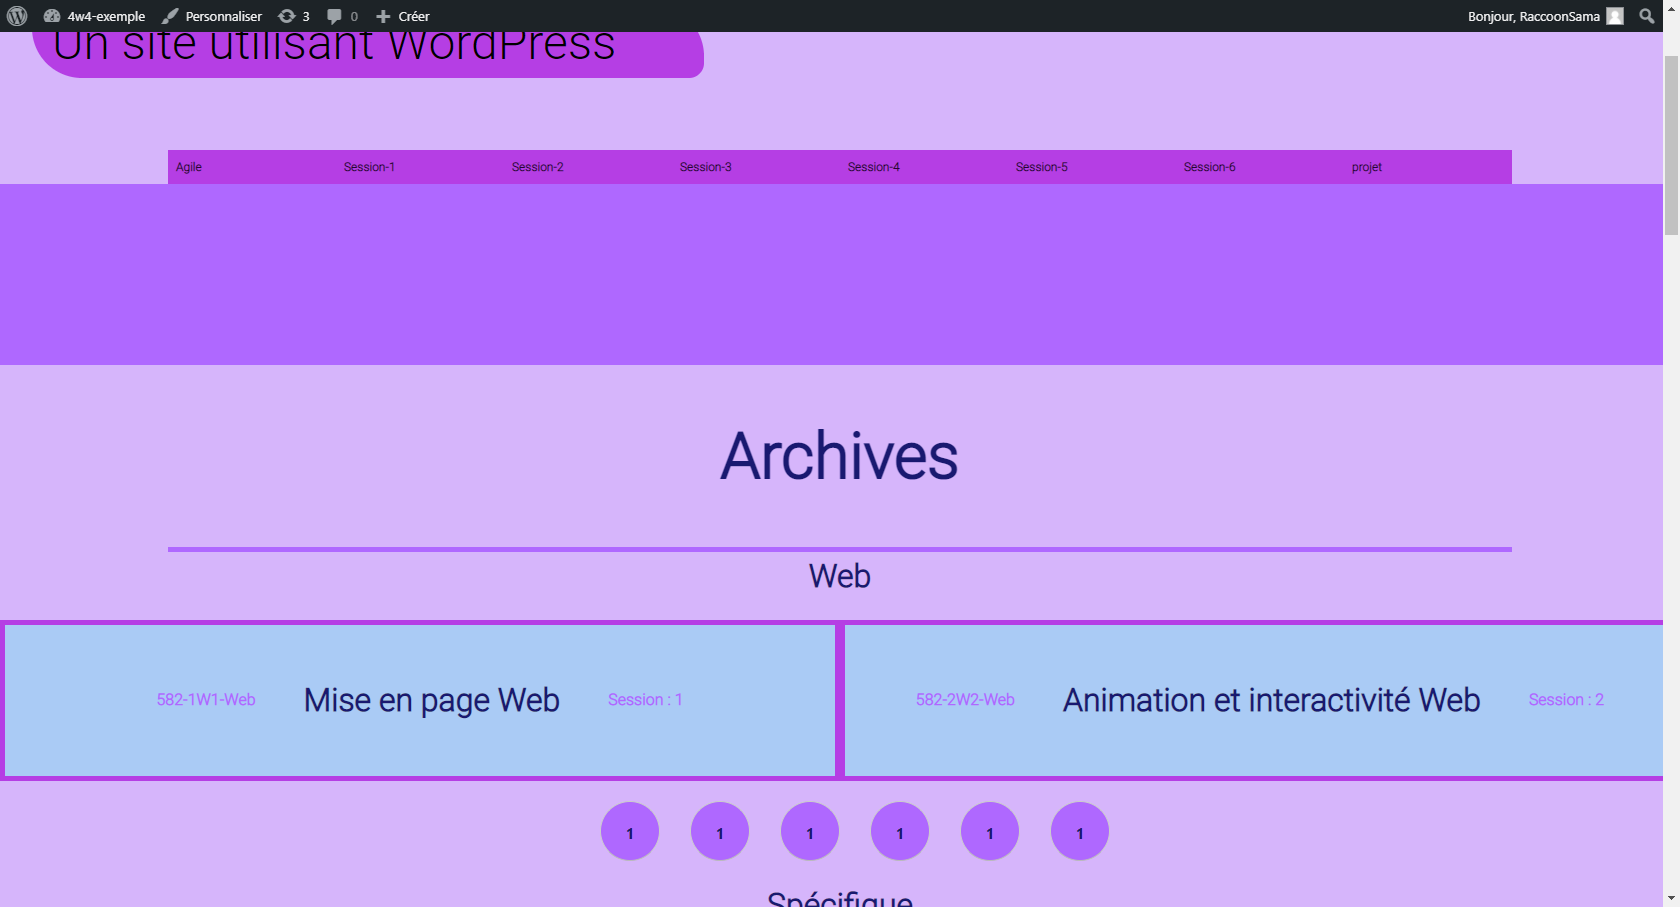 4w4-exemple Personnaliser 3 0 Créer Bonjour, RaccoonSama
Un site utilisant WordPress
Agile Session-1 Session-2 Session-3 Session-4 Session-5 Session-6 projet
Archives
Web
582-1W1-Web Mise en page Web Session : 1 582-2W2-Web Animation et interactivité Web Session : 2
1 1 1 1 1 1
Spécifique